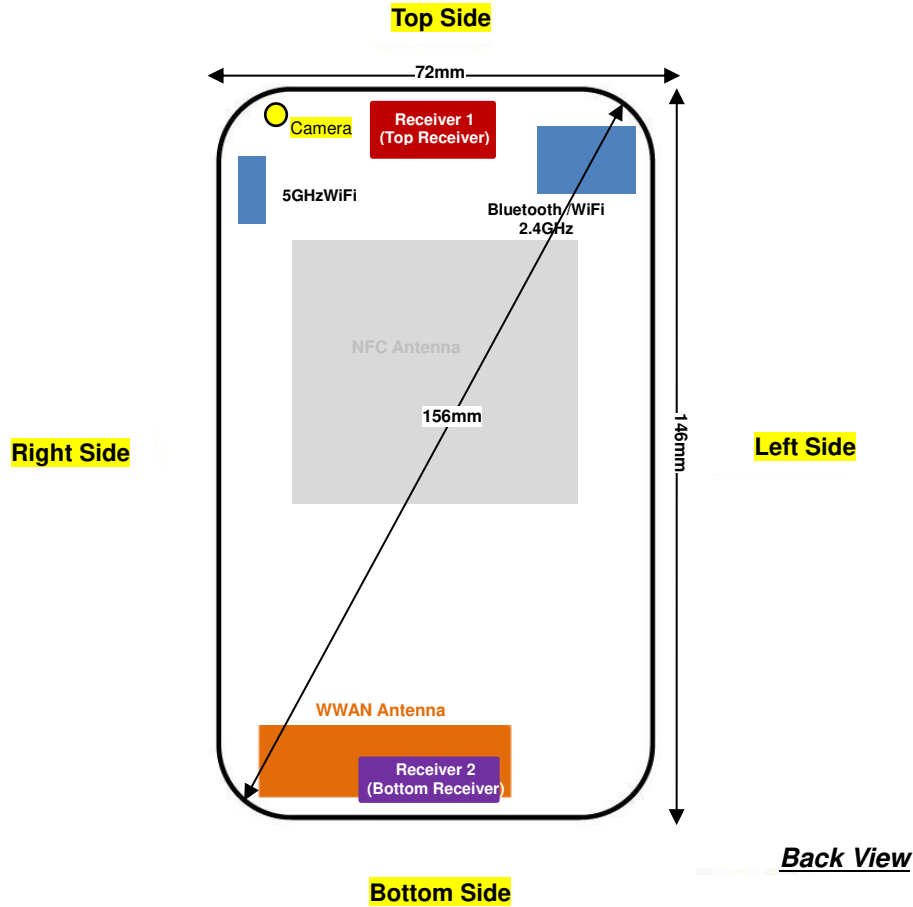 Top Side
72mm
Camera
Receiver 1
(Top Receiver)
5GHzWiFi
Bluetooth /WiFi
2.4GHz
NFC Antenna
156mm
146mm
Right Side
Left Side
WWAN Antenna
Receiver 2
(Bottom Receiver)
Back View
Bottom Side